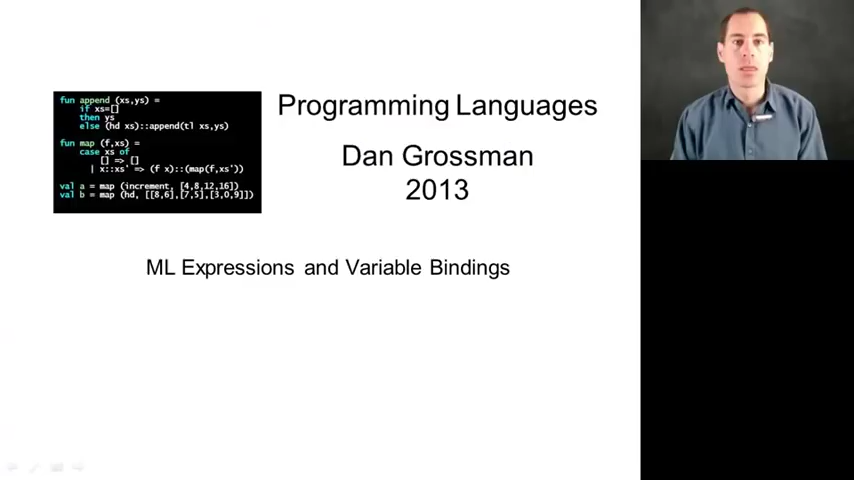 fun append (xs,ys) =
if xs=[]
then ys
else (hd xs)::append(tl xs,ys)
fun map (f,xs) =
case xs of
[] => []
| x::xs' => (f x)::(map(f,xs'))
val a = map (increment, [4,8,12,16])
val b = map (hd, [[8,6],[7,5],[3,0,9]])
Programming Languages
Dan Grossman
2013
ML Expressions and Variable Bindings